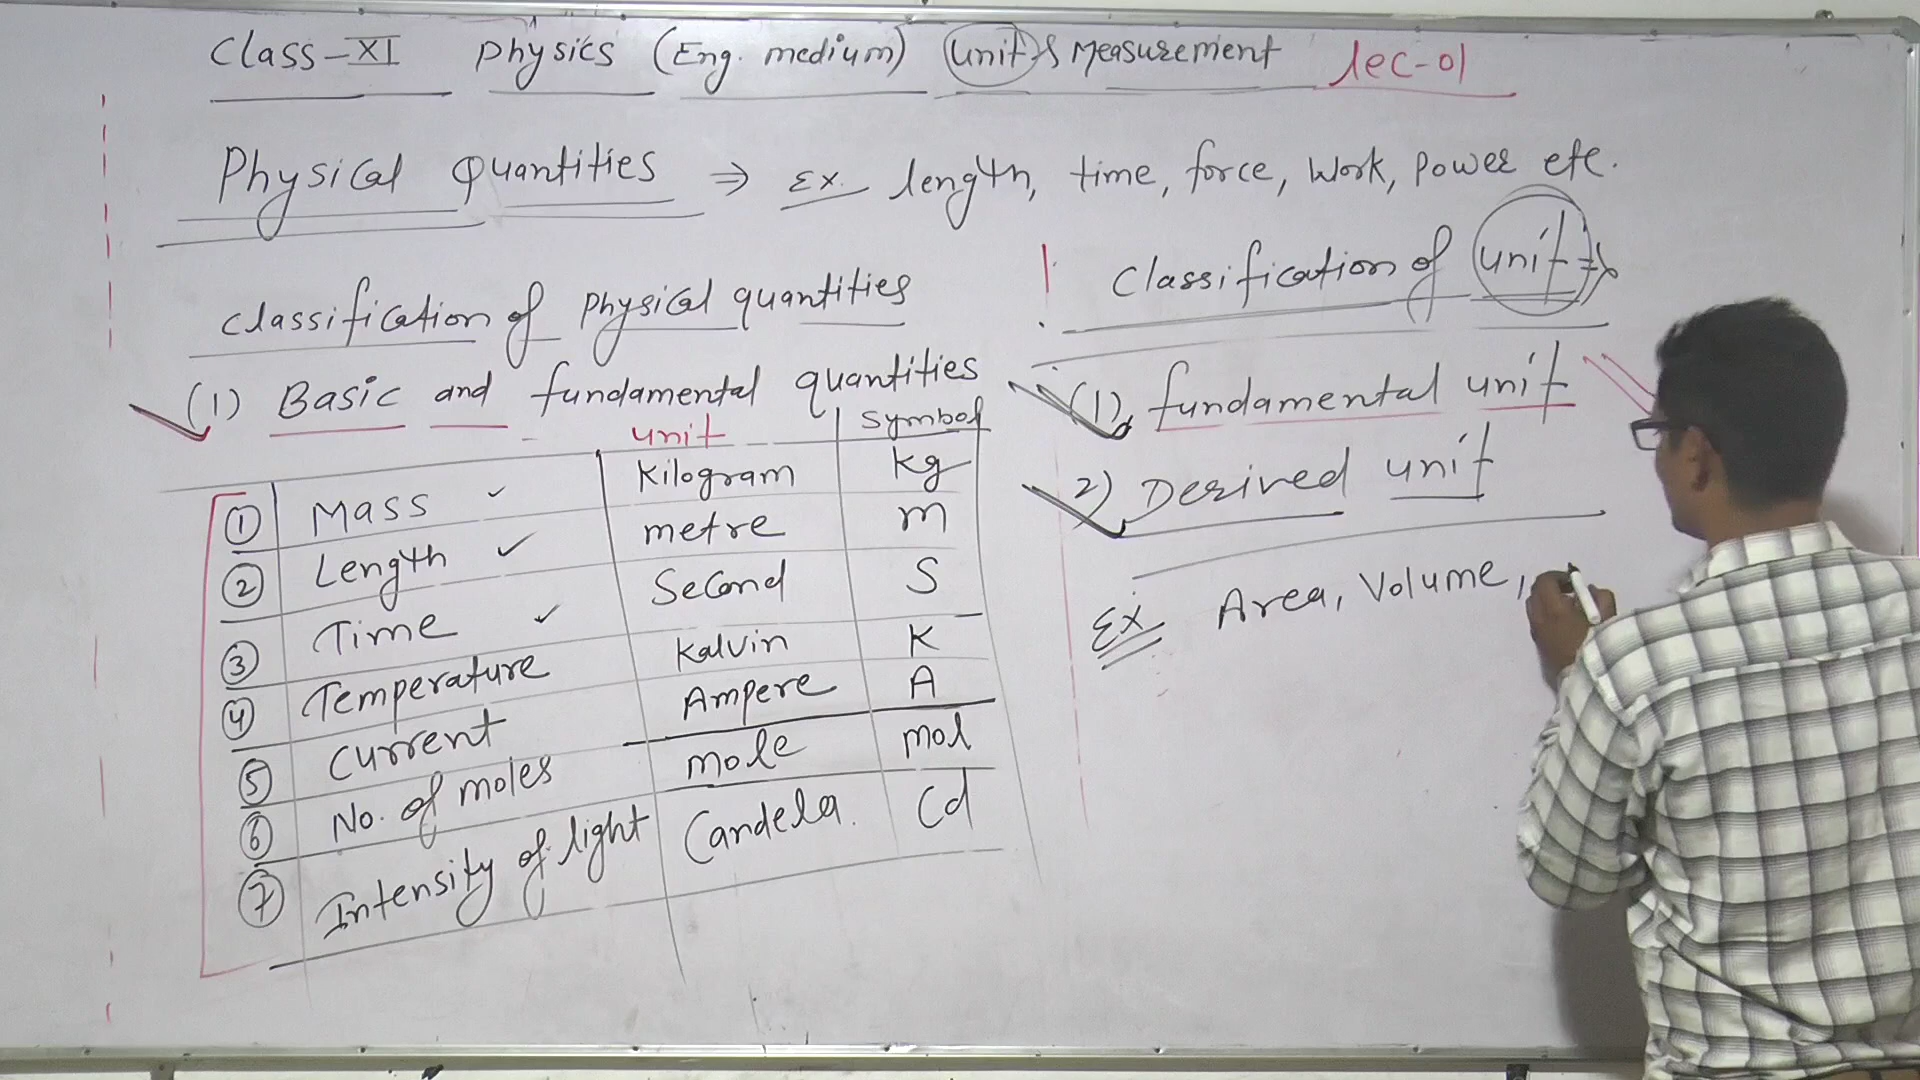 Class-XI Physics (Eng. medium) Unit & Measurement lec-01
Physical Quantities ⇒ Ex. length, time, force, Work, Power etc.
Classification of Physical quantities
(1) Basic and fundamental quantities
unit symbol
1 Mass ✓ Kilogram kg
2 Length ✓ metre m
3 Time ✓ Second S
4 Temperature Kalvin K
5 Current Ampere A
6 No. of moles mole mol
7 Intensity of light Candela. Cd
Classification of unit ⇒
(1) fundamental unit
2) Derived unit
Ex Area, Volume,